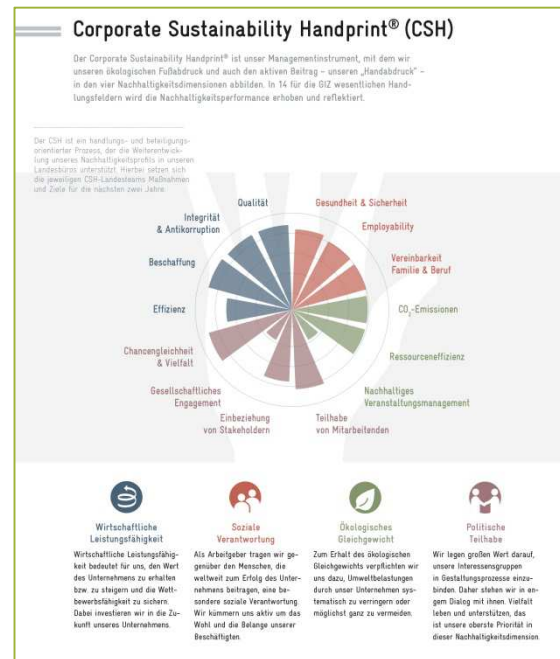 Corporate Sustainability Handprint® (CSH)
Der Corporate Sustainability Handprint® ist unser Managementinstrument, mit dem wir
unseren ökologischen Fußabdruck und auch den aktiven Beitrag – unseren „Handabdruck“ –
in den vier Nachhaltigkeitsdimensionen abbilden. In 14 für die GIZ wesentlichen Hand-
lungsfeldern wird die Nachhaltigkeitsperformance erhoben und reflektiert.
Der CSH ist ein handlungs- und beteiligungs-
orientierter Prozess, der die Weiterentwick-
lung unseres Nachhaltigkeitsprofils in unseren
Landesbüros unterstützt. Hierbei setzen sich
die jeweiligen CSH-Landesteams Maßnahmen
und Ziele für die nächsten zwei Jahre.
Qualität
Gesundheit & Sicherheit
Integrität
& Antikorruption
Employability
Beschaffung
Vereinbarkeit
Familie & Beruf
Effizienz
CO₂-Emissionen
Chancengleichheit
& Vielfalt
Ressourceneffizienz
Gesellschaftliches
Engagement
Nachhaltiges
Veranstaltungsmanagement
Einbeziehung
von Stakeholdern
Teilhabe
von Mitarbeitenden
Wirtschaftliche
Leistungsfähigkeit
Wirtschaftliche Leistungsfähig-
keit bedeutet für uns, den Wert
des Unternehmens zu erhalten
bzw. zu steigern und die Wett-
bewerbsfähigkeit zu sichern.
Dabei investieren wir in die Zu-
kunft unseres Unternehmens.
Soziale
Verantwortung
Als Arbeitgeber tragen wir ge-
genüber den Menschen, die
weltweit zum Erfolg des Unter-
nehmens beitragen, eine be-
sondere soziale Verantwortung.
Wir kümmern uns aktiv um das
Wohl und die Belange unserer
Beschäftigten.
Ökologisches
Gleichgewicht
Zum Erhalt des ökologischen
Gleichgewichts verpflichten wir
uns dazu, Umweltbelastungen
durch unser Unternehmen sys-
tematisch zu verringern oder
möglichst ganz zu vermeiden.
Politische
Teilhabe
Wir legen großen Wert darauf,
unsere Interessensgruppen
in Gestaltungsprozesse einzu-
binden. Daher stehen wir in en-
gem Dialog mit ihnen. Vielfalt
leben und unterstützen, das
ist unsere oberste Priorität in
dieser Nachhaltigkeitsdimension.